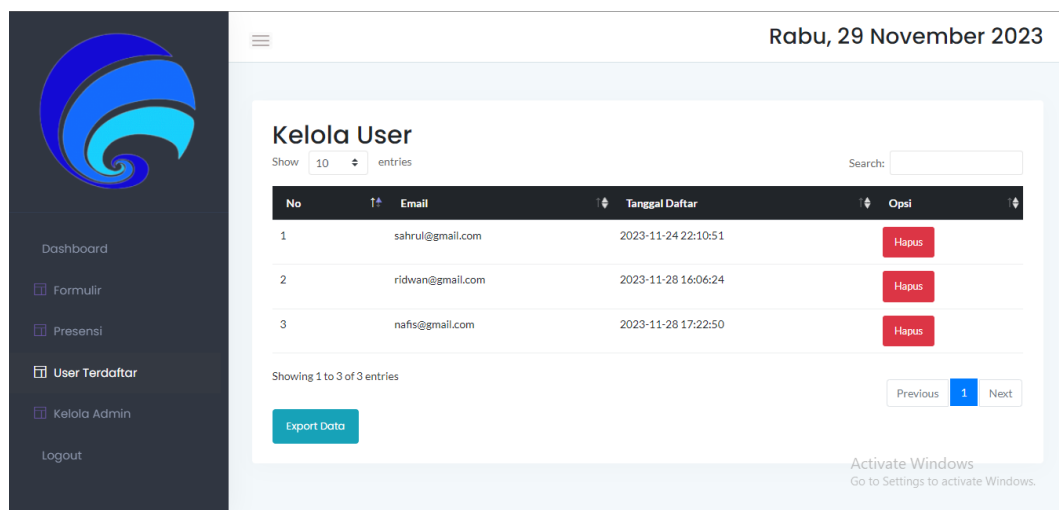 Rabu, 29 November 2023
Dashboard
Formulir
Presensi
User Terdaftar
Kelola Admin
Logout
Kelola User
Show 10 entries
Search:
No Email Tanggal Daftar Opsi
1 sahrul@gmail.com 2023-11-24 22:10:51 Hapus
2 ridwan@gmail.com 2023-11-28 16:06:24 Hapus
3 nafis@gmail.com 2023-11-28 17:22:50 Hapus
Showing 1 to 3 of 3 entries
Previous 1 Next
Export Data
Activate Windows
Go to Settings to activate Windows.